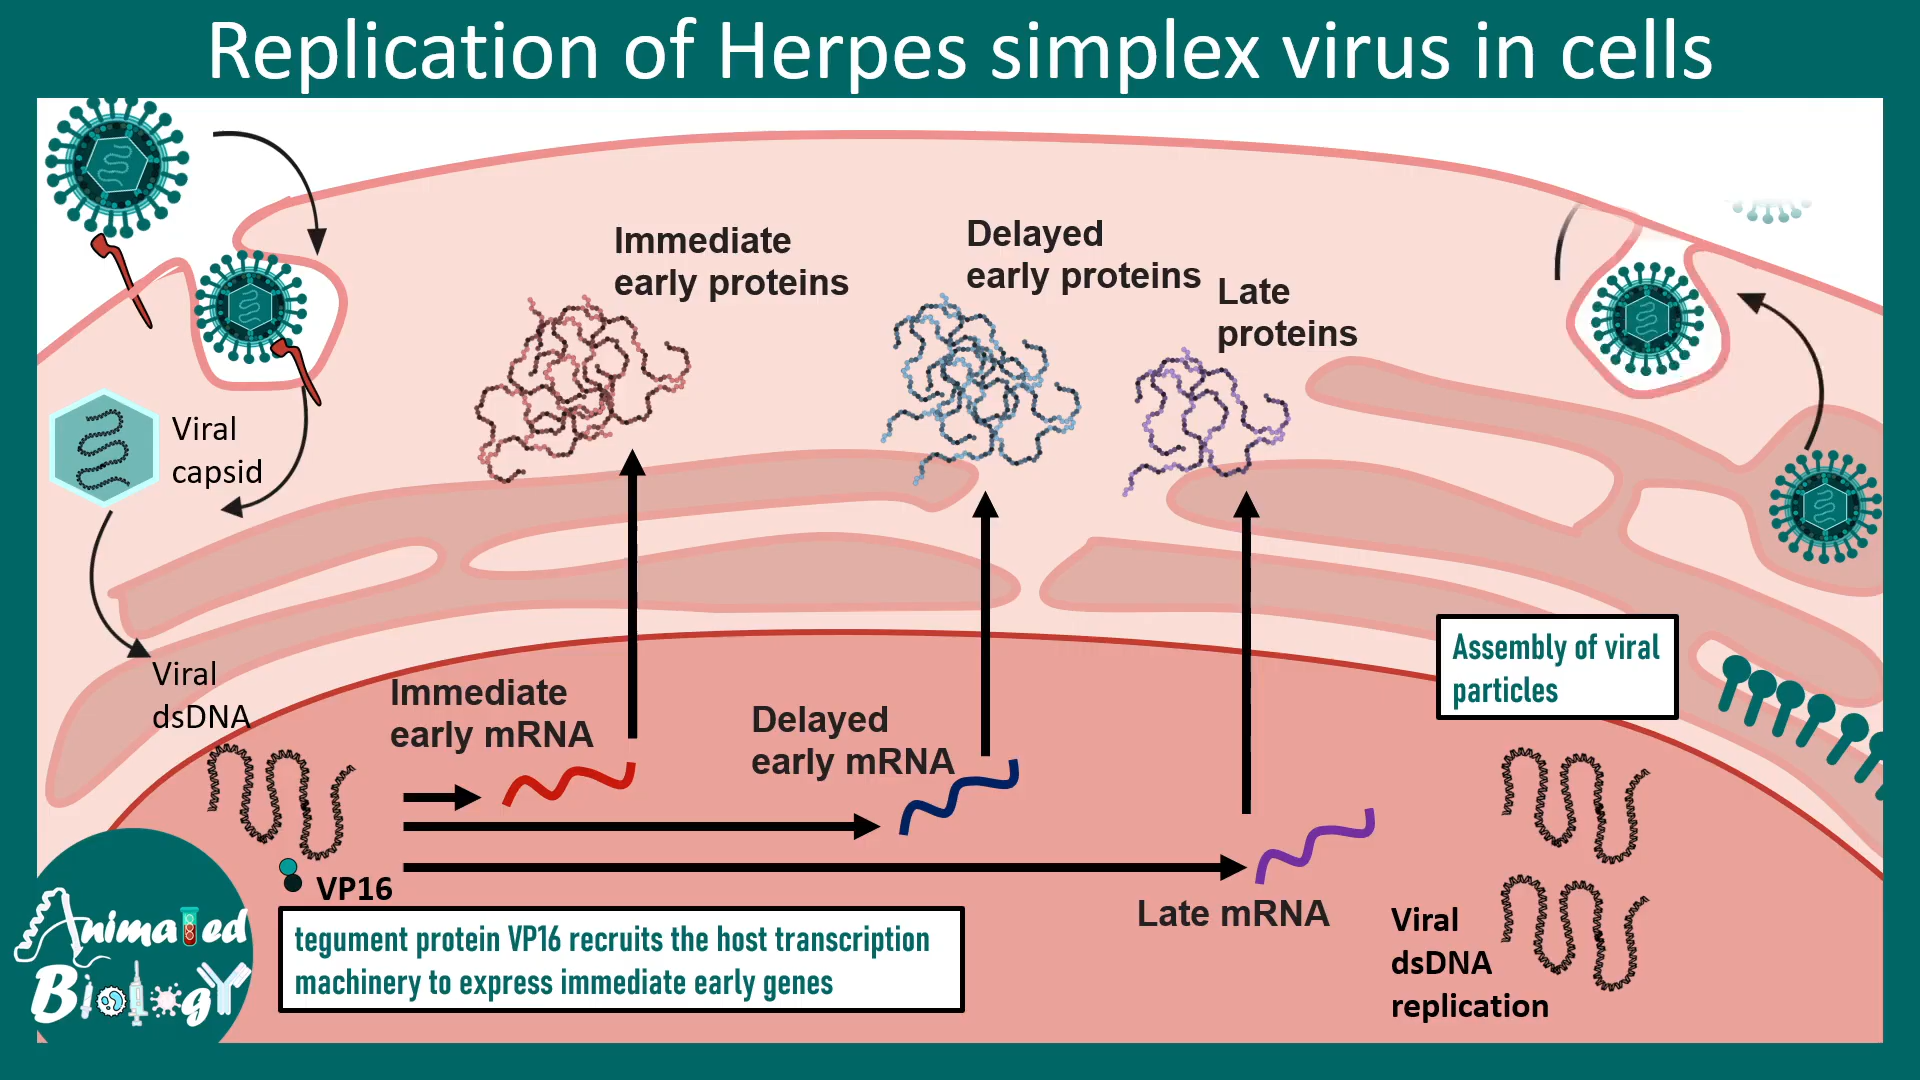 Replication of Herpes simplex virus in cells
Immediate
early proteins
Delayed
early proteins
Late
proteins
Viral
capsid
Viral
dsDNA
Immediate
early mRNA
Delayed
early mRNA
Assembly of viral
particles
VP16
Late mRNA
tegument protein VP16 recruits the host transcription
machinery to express immediate early genes
Viral
dsDNA
replication
Animated
Biology